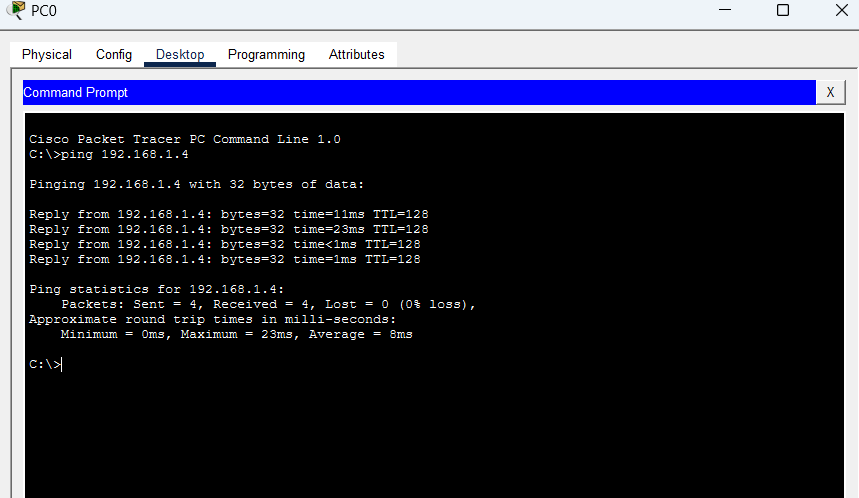 PC0
Physical Config Desktop Programming Attributes
Command Prompt
X
Cisco Packet Tracer PC Command Line 1.0
C:\>ping 192.168.1.4
Pinging 192.168.1.4 with 32 bytes of data:
Reply from 192.168.1.4: bytes=32 time=11ms TTL=128
Reply from 192.168.1.4: bytes=32 time=23ms TTL=128
Reply from 192.168.1.4: bytes=32 time<1ms TTL=128
Reply from 192.168.1.4: bytes=32 time=1ms TTL=128
Ping statistics for 192.168.1.4:
    Packets: Sent = 4, Received = 4, Lost = 0 (0% loss),
Approximate round trip times in milli-seconds:
    Minimum = 0ms, Maximum = 23ms, Average = 8ms
C:\>